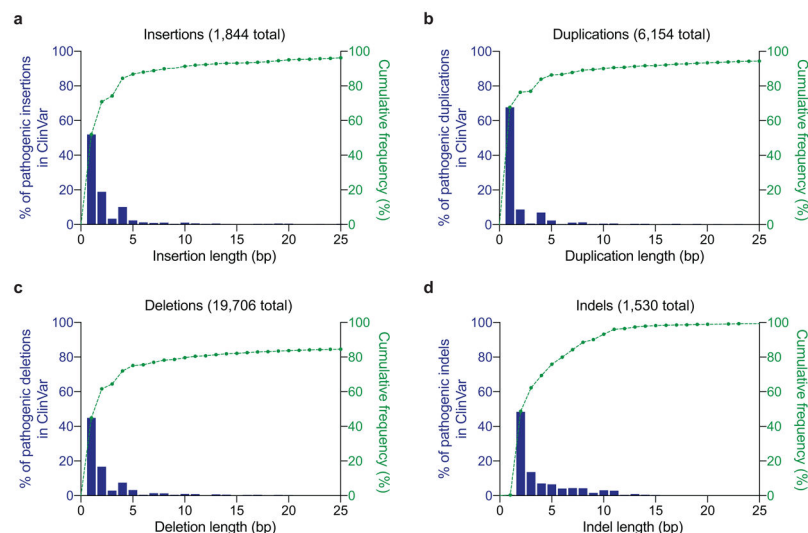 a
Insertions (1,844 total)
% of pathogenic insertions
in ClinVar
100
80
60
40
20
0
0 5 10 15 20 25
Insertion length (bp)
100
80
60
40
20
0
Cumulative frequency (%)
b
Duplications (6,154 total)
% of pathogenic duplications
in ClinVar
100
80
60
40
20
0
0 5 10 15 20 25
Duplication length (bp)
100
80
60
40
20
0
Cumulative frequency (%)
c
Deletions (19,706 total)
% of pathogenic deletions
in ClinVar
100
80
60
40
20
0
0 5 10 15 20 25
Deletion length (bp)
100
80
60
40
20
0
Cumulative frequency (%)
d
Indels (1,530 total)
% of pathogenic indels
in ClinVar
100
80
60
40
20
0
0 5 10 15 20 25
Indel length (bp)
100
80
60
40
20
0
Cumulative frequency (%)